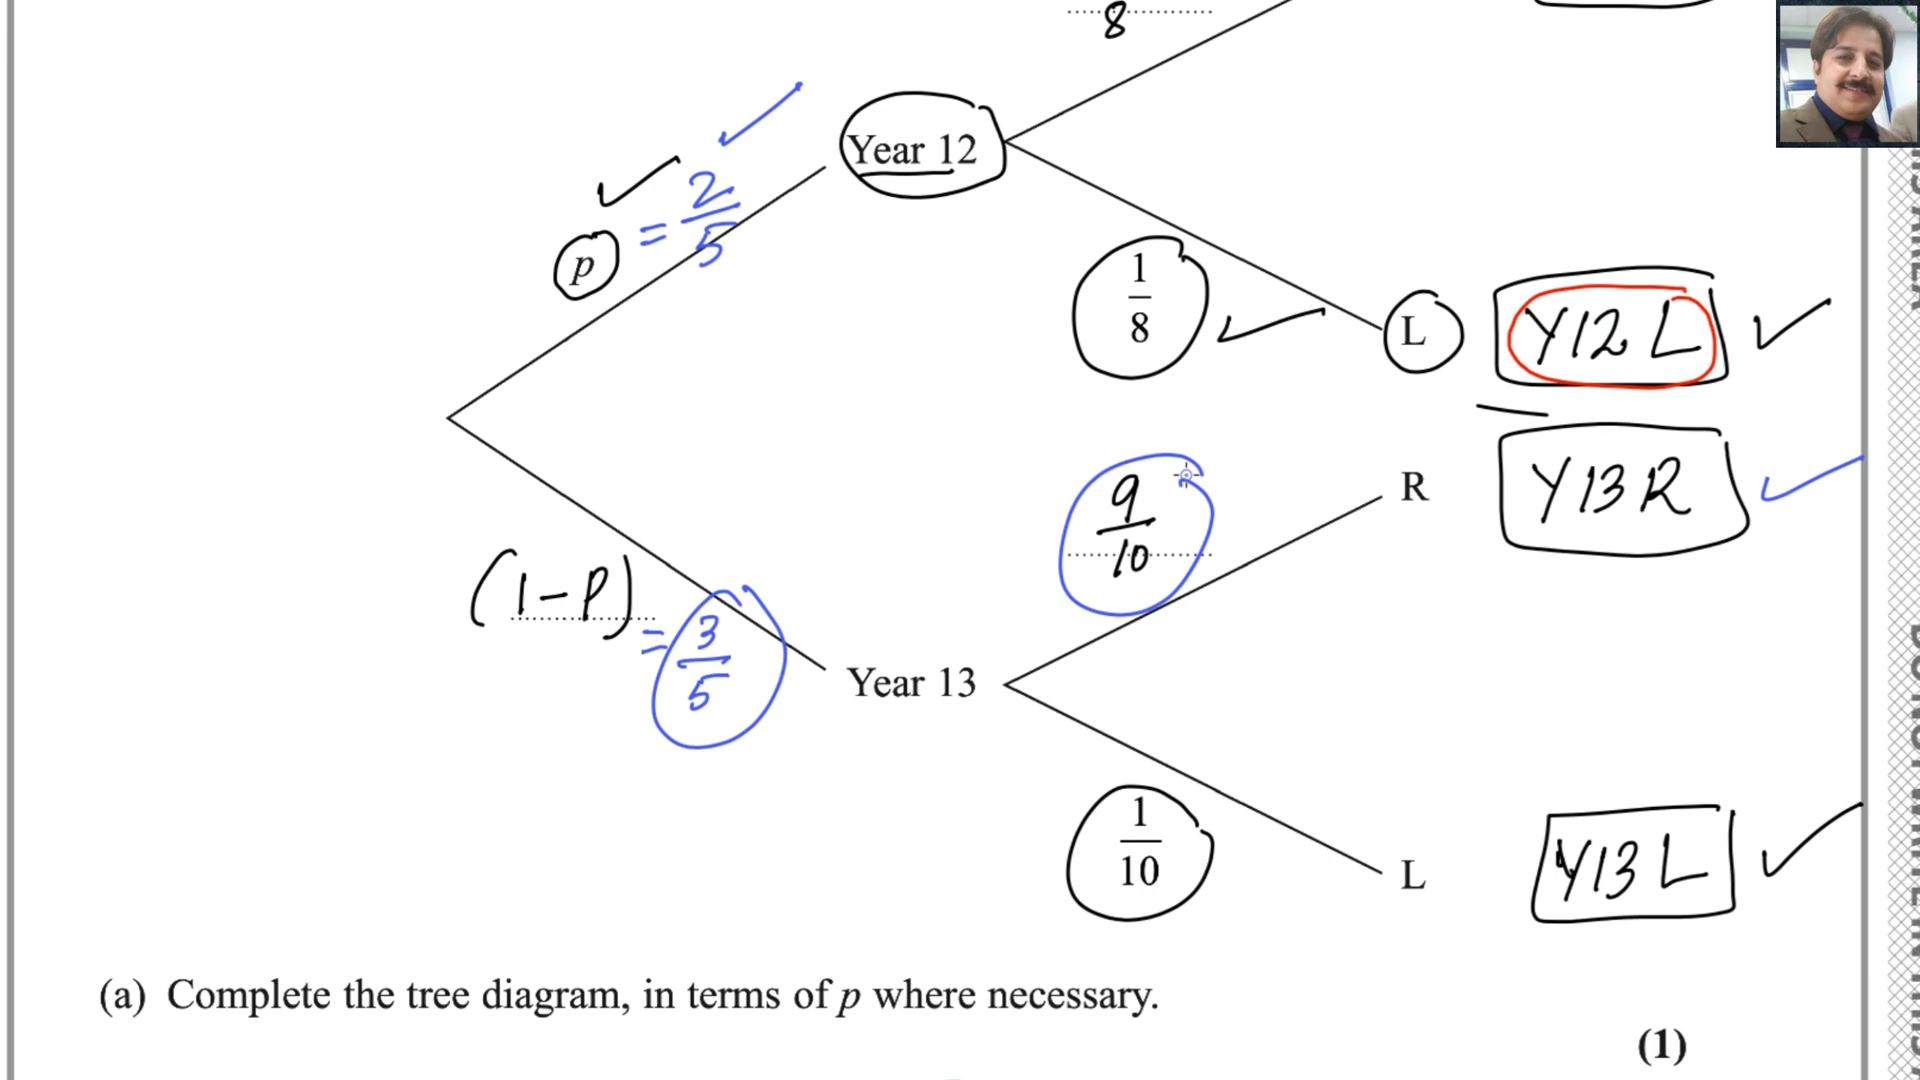 8
Year 12
p = 2/5
1/8
L
Y12 L
9/10
R
Y13 R
(1-P) = 3/5
Year 13
1/10
L
Y13 L
(a) Complete the tree diagram, in terms of p where necessary.
(1)